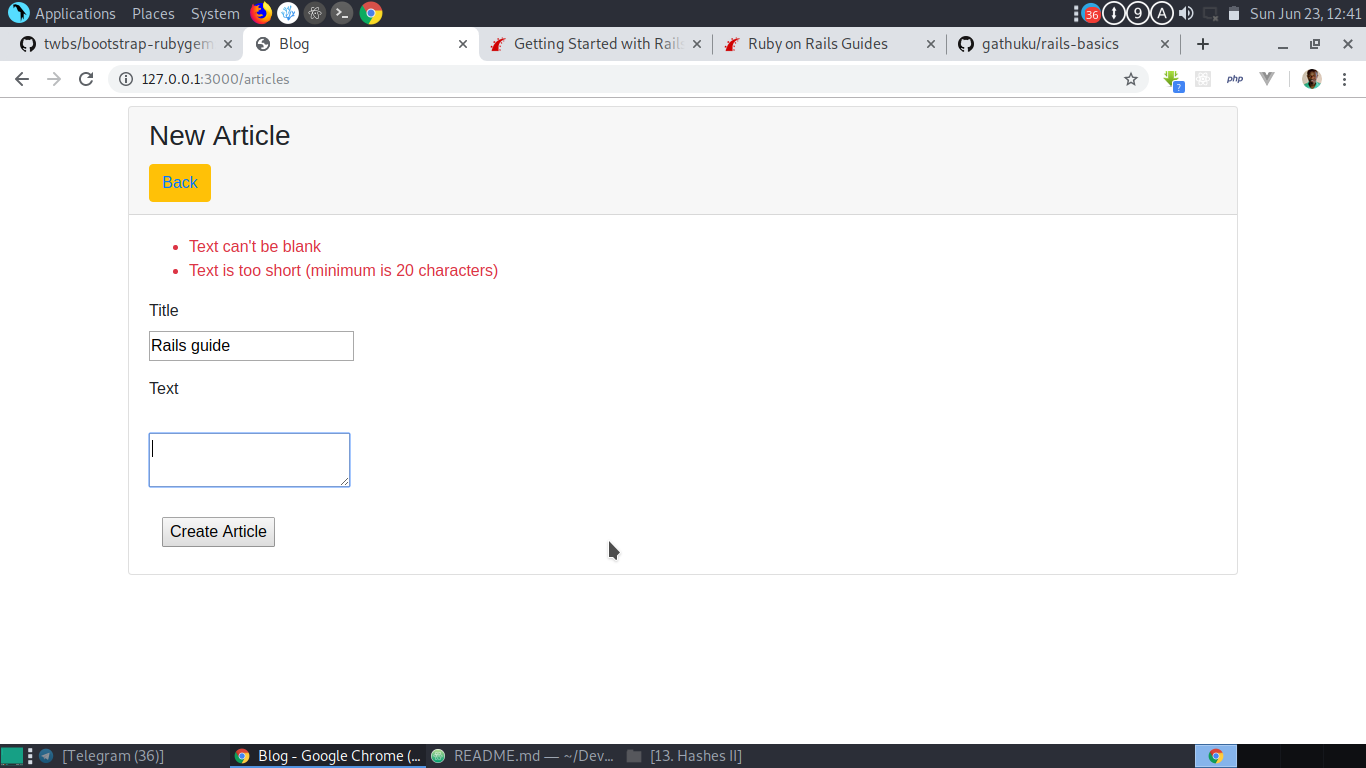 Applications Places System 36 9 A Sun Jun 23, 12:41
twbs/bootstrap-rubygem Blog Getting Started with Rails Ruby on Rails Guides gathuku/rails-basics
127.0.0.1:3000/articles ? php
New Article
Back
Text can't be blank
Text is too short (minimum is 20 characters)
Title
Rails guide
Text
Create Article
[Telegram (36)] Blog - Google Chrome (... README.md — ~/Dev... [13. Hashes II]